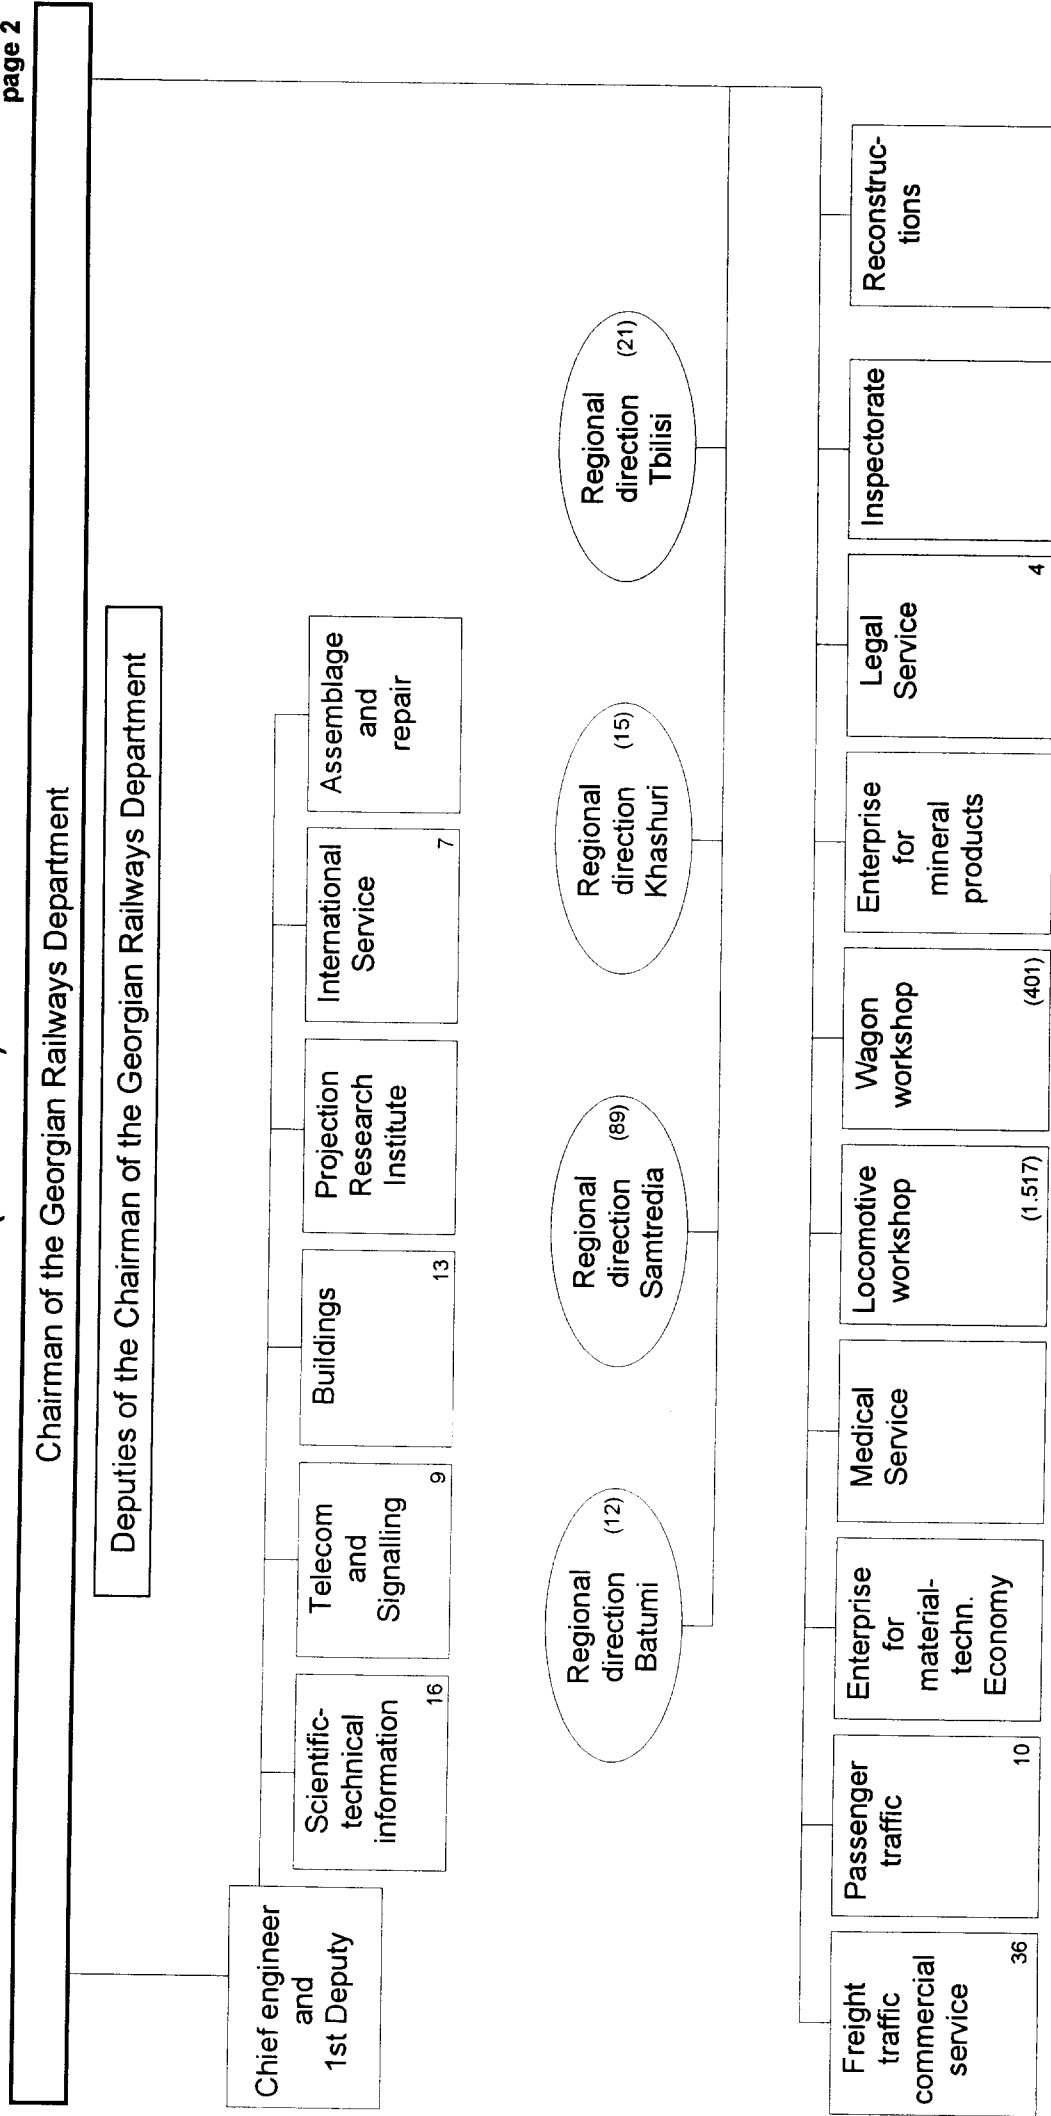 page 2
Chairman of the Georgian Railways Department
Deputies of the Chairman of the Georgian Railways Department
Chief engineer
and
1st Deputy
Scientific-
technical
information
16
Telecom
and
Signalling
9
Buildings
13
Projection
Research
Institute
International
Service
7
Assemblage
and
repair
Regional
direction
Batumi
(12)
Regional
direction
Samtredia
(89)
Regional
direction
Khashuri
(15)
Regional
direction
Tbilisi
(21)
Freight
traffic
commercial
service
36
Passenger
traffic
10
Enterprise
for
material-
techn.
Economy
Medical
Service
Locomotive
workshop
(1.517)
Wagon
workshop
(401)
Enterprise
for
mineral
products
Legal
Service
4
Inspectorate
Reconstruc-
tions